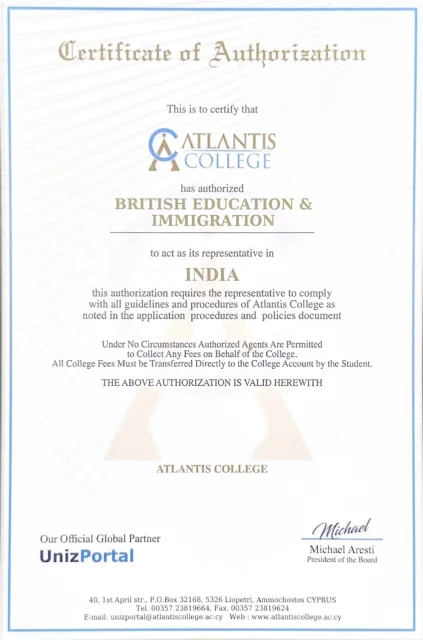 Certificate of Authorization
This is to certify that
ATLANTIS
COLLEGE
has authorized
BRITISH EDUCATION &
IMMIGRATION
to act as its representative in
INDIA
this authorization requires the representative to comply
with all guidelines and procedures of Atlantis College as
noted in the application procedures and policies document
Under No Circumstances Authorized Agents Are Permitted
to Collect Any Fees on Behalf of the College.
All College Fees Must be Transferred Directly to the College Account by the Student.
THE ABOVE AUTHORIZATION IS VALID HEREWITH
ATLANTIS COLLEGE
Michael
Our Official Global Partner
UnizPortal
Michael Aresti
President of the Board
40, 1st April str., P.O.Box 32168, 5326 Liopetri, Ammochostos CYPRUS
Tel. 00357 23819664, Fax. 00357 23819624
E-mail. unizportal@atlantiscollege.ac.cy Web : www.atlantiscollege.ac.cy